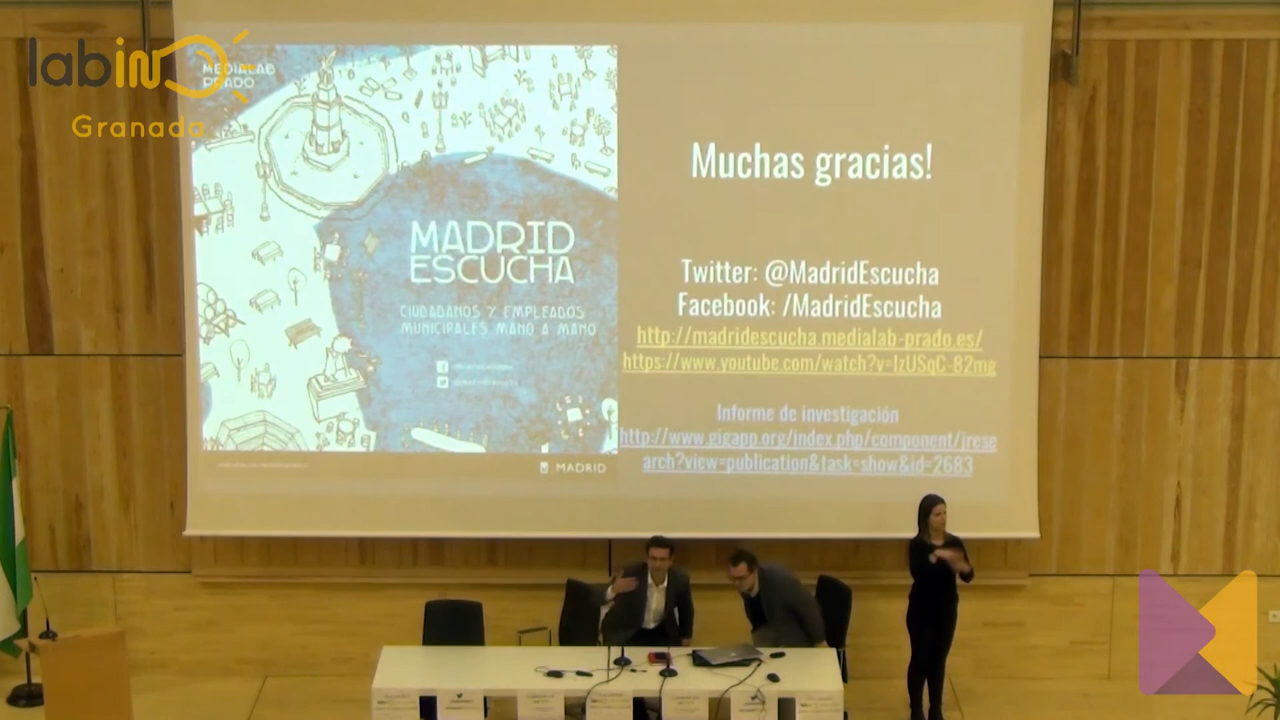 labiN
Granada
MEDIALAB
PRADO
MADRID
ESCUCHA
CIUDADANOS Y EMPLEADOS
MUNICIPALES MANO A MANO
MADRID
Muchas gracias!
Twitter: @MadridEscucha
Facebook: /MadridEscucha
http://madridescucha.medialab-prado.es/
https://www.youtube.com/watch?v=IzUSgC-82mg
Informe de investigación
http://www.gigapp.org/index.php/component/jrese
arch?view=publication&task=show&id=2683